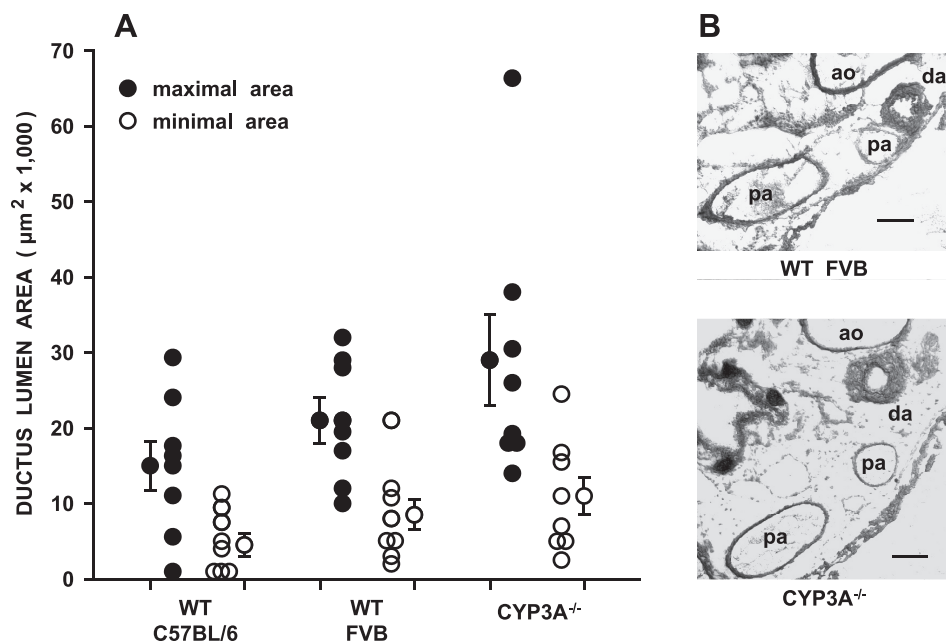 A
B
DUCTUS LUMEN AREA ( µm² x 1,000)
70
60
50
40
30
20
10
0
maximal area
minimal area
WT
C57BL/6
WT
FVB
CYP3A⁻/⁻
ao
da
pa
pa
WT FVB
ao
da
pa
pa
CYP3A⁻/⁻